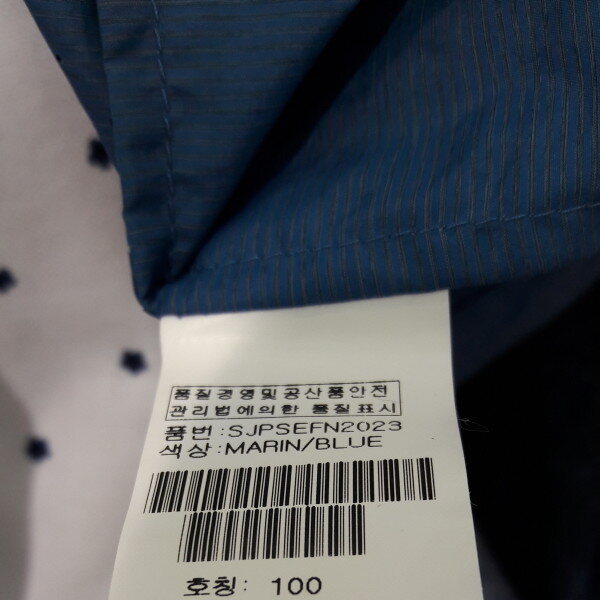 품질경영및공산품안전
관리법에의한 품질표시
품번:SJPSEFN2023
색상:MARIN/BLUE
호칭: 100